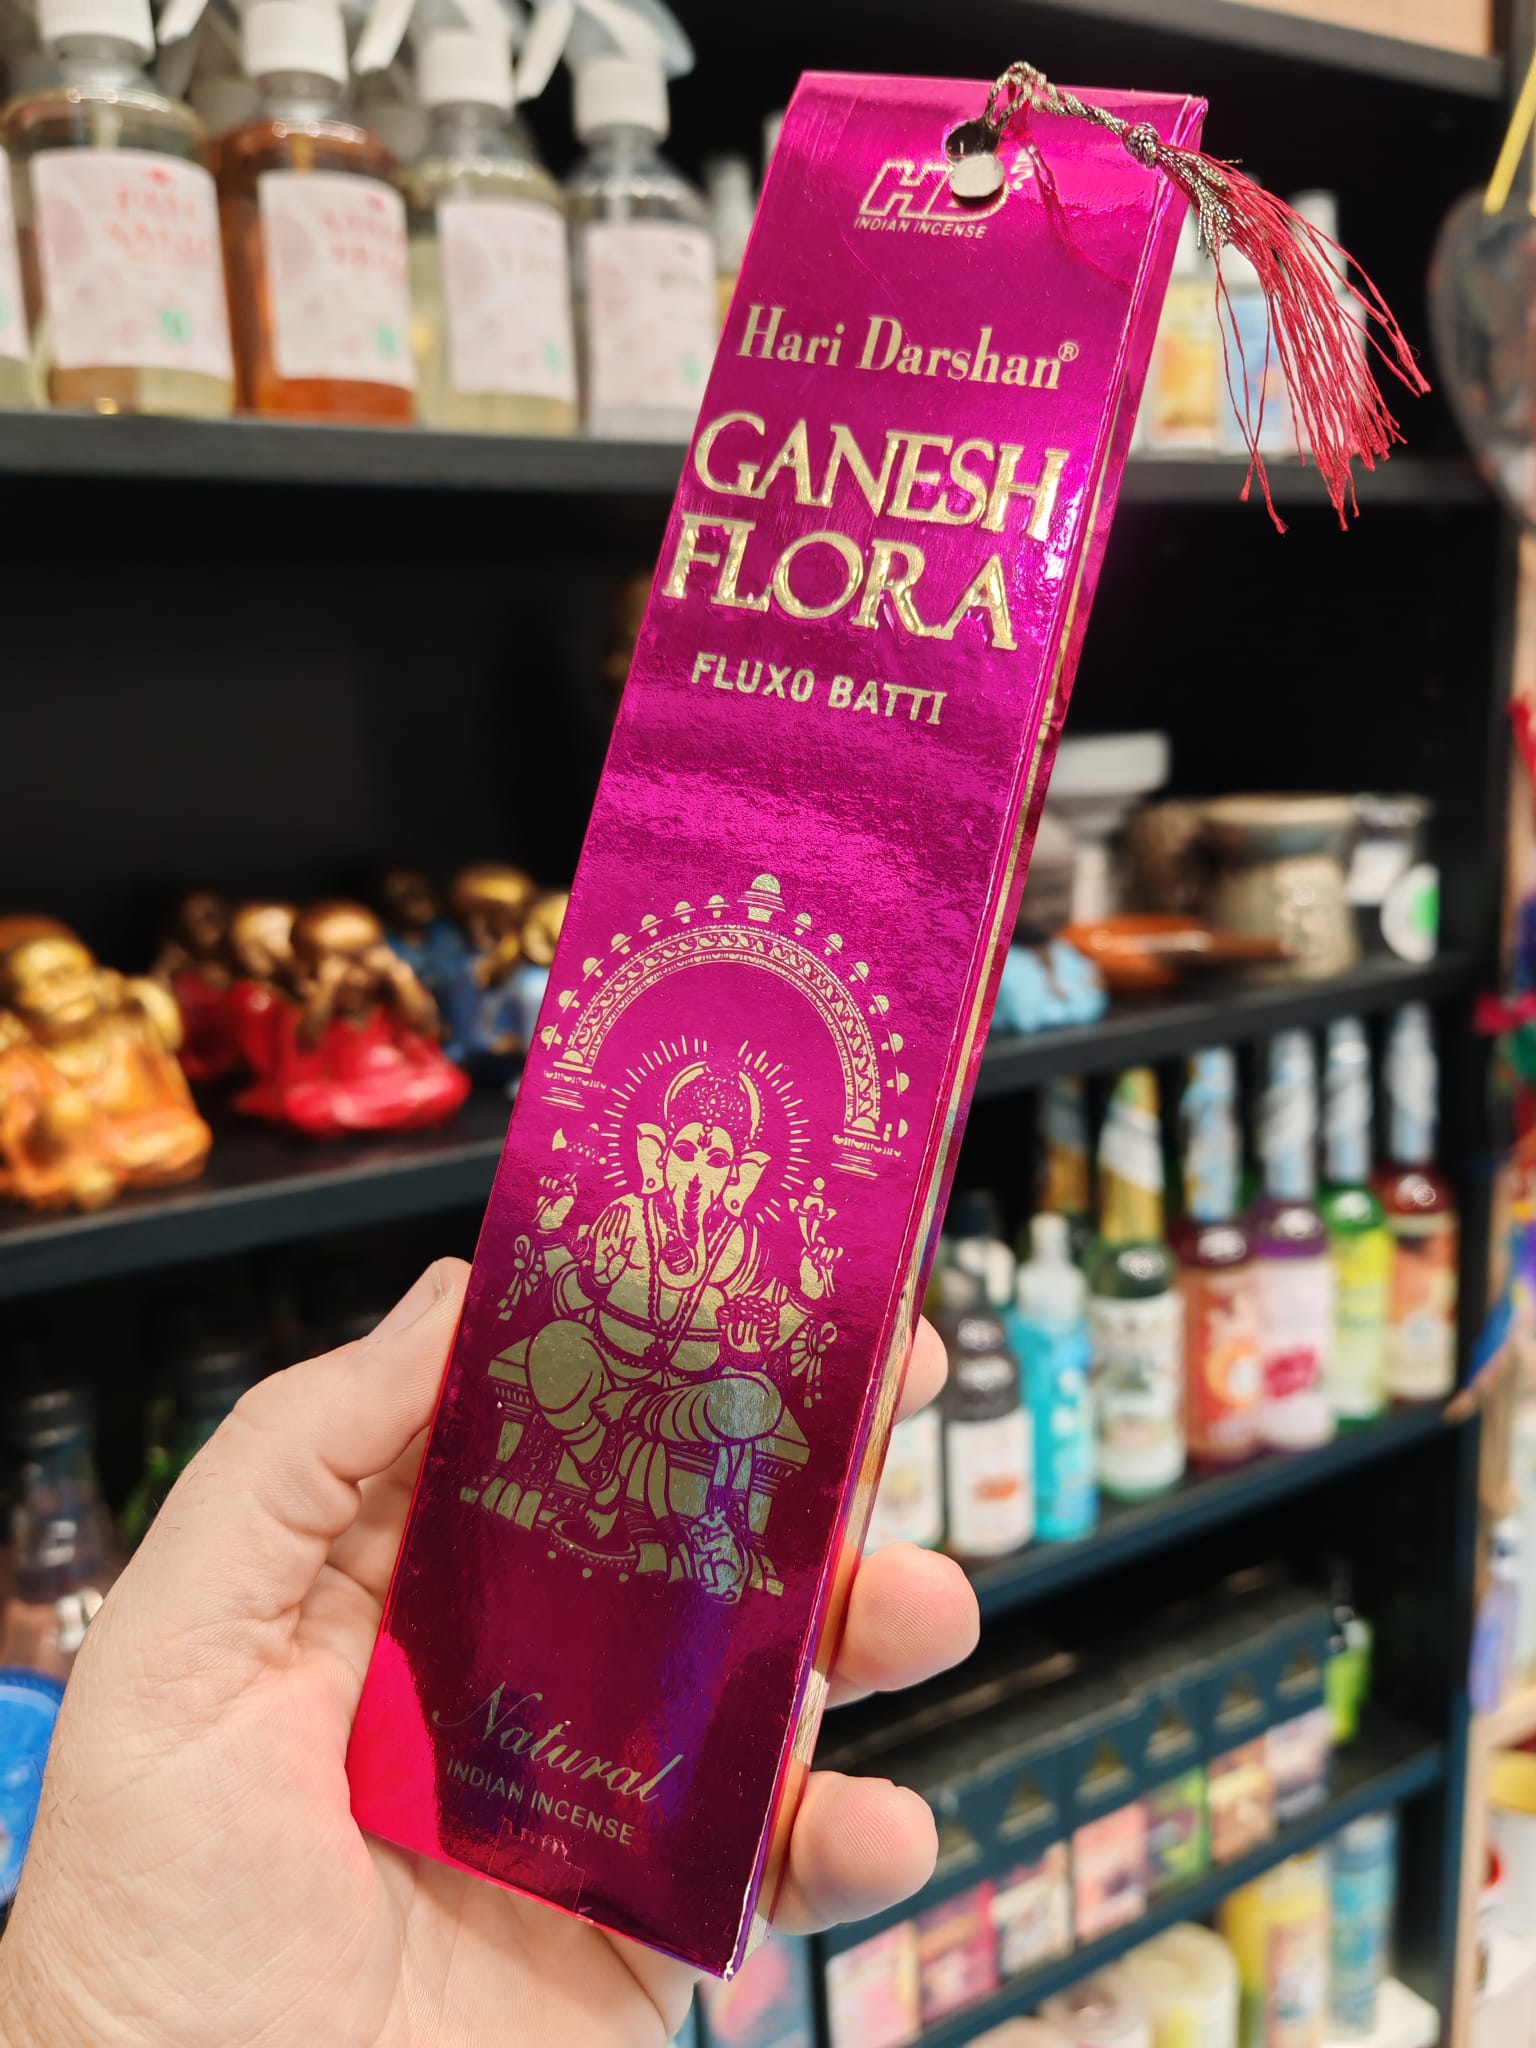 HD
INDIAN INCENSE
Hari Darshan®
GANESH
FLORA
FLUXO BATTI
Natural
INDIAN INCENSE